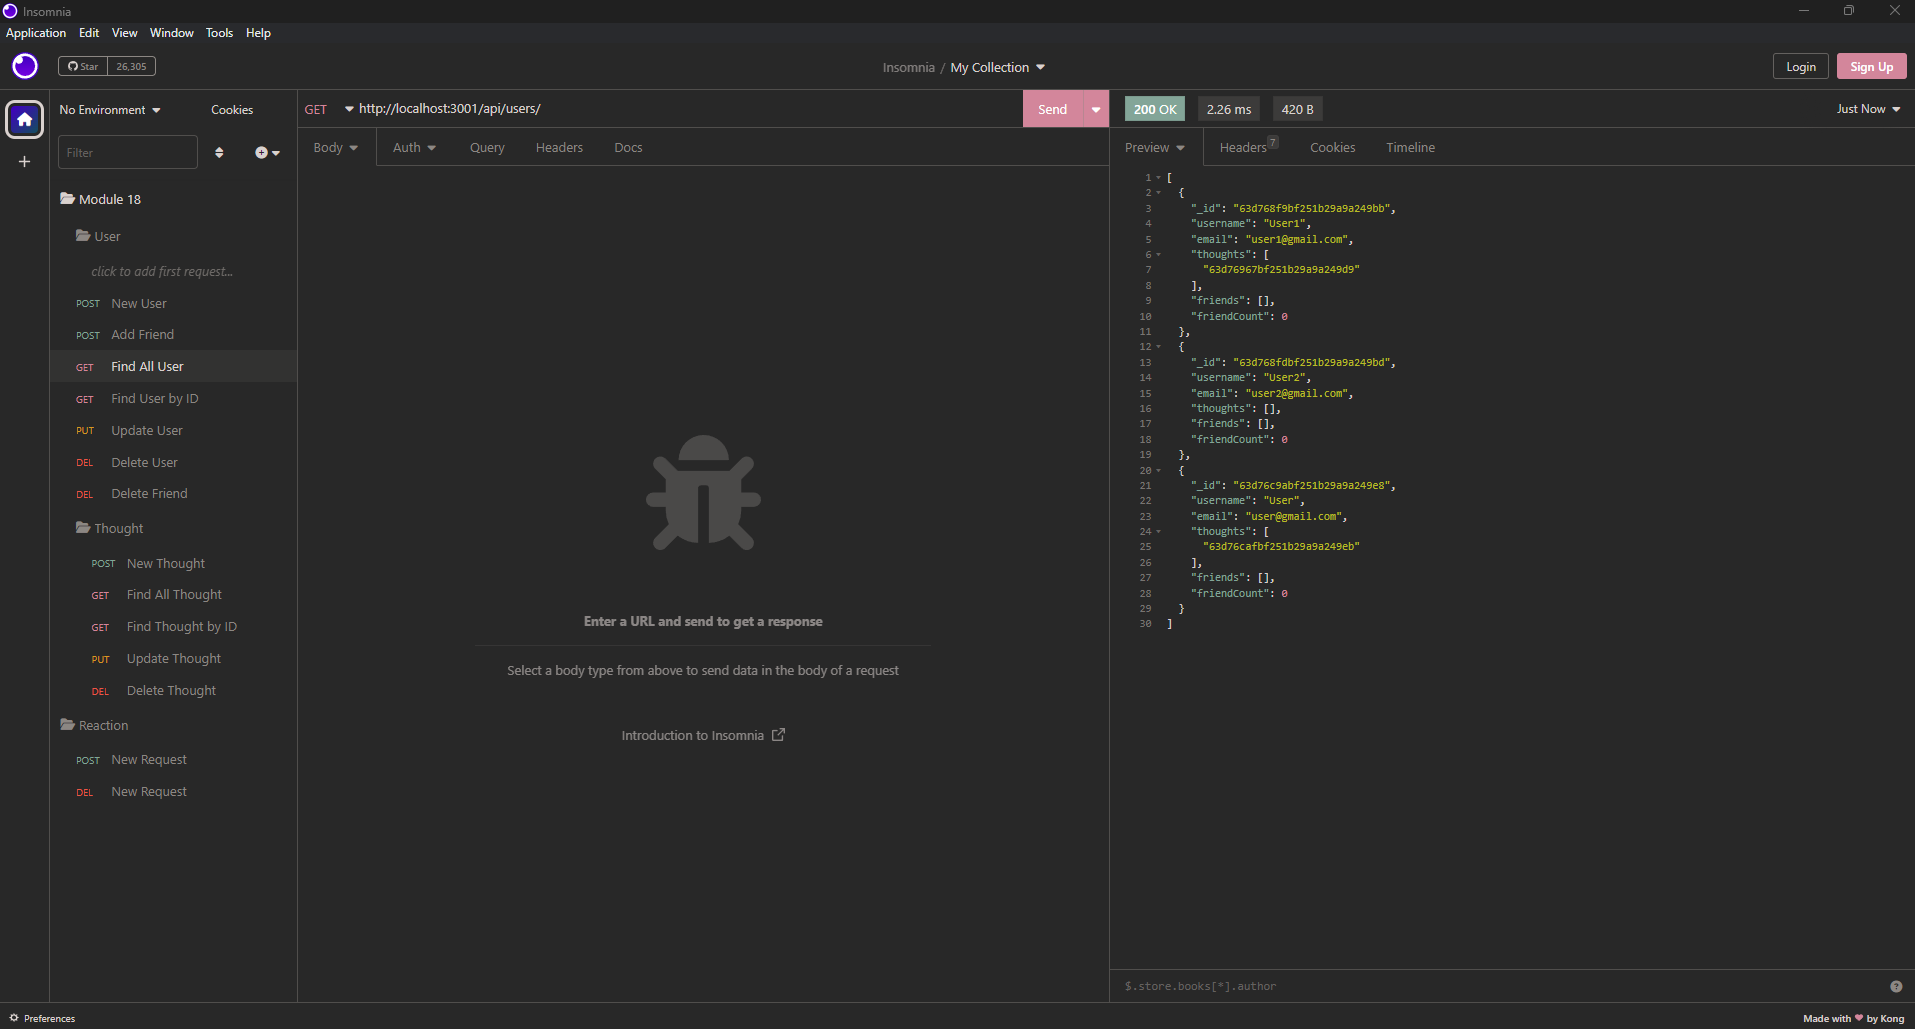 Insomnia
Application Edit View Window Tools Help
Star 26,305
Insomnia / My Collection
Login Sign Up
No Environment Cookies
Filter
Module 18
User
click to add first request...
POST New User
POST Add Friend
GET Find All User
GET Find User by ID
PUT Update User
DEL Delete User
DEL Delete Friend
Thought
POST New Thought
GET Find All Thought
GET Find Thought by ID
PUT Update Thought
DEL Delete Thought
Reaction
POST New Request
DEL New Request
GET http://localhost:3001/api/users/ Send
Body Auth Query Headers Docs
Enter a URL and send to get a response
Select a body type from above to send data in the body of a request
Introduction to Insomnia
200 OK 2.26 ms 420 B Just Now
Preview Headers 7 Cookies Timeline
1 [
2 {
3 "_id": "63d768f9bf251b29a9a249bb",
4 "username": "User1",
5 "email": "user1@gmail.com",
6 "thoughts": [
7 "63d76967bf251b29a9a249d9"
8 ],
9 "friends": [],
10 "friendCount": 0
11 },
12 {
13 "_id": "63d768fdbf251b29a9a249bd",
14 "username": "User2",
15 "email": "user2@gmail.com",
16 "thoughts": [],
17 "friends": [],
18 "friendCount": 0
19 },
20 {
21 "_id": "63d76c9abf251b29a9a249e8",
22 "username": "User",
23 "email": "user@gmail.com",
24 "thoughts": [
25 "63d76cafbf251b29a9a249eb"
26 ],
27 "friends": [],
28 "friendCount": 0
29 }
30 ]
$.store.books[*].author
Preferences
Made with ♥ by Kong